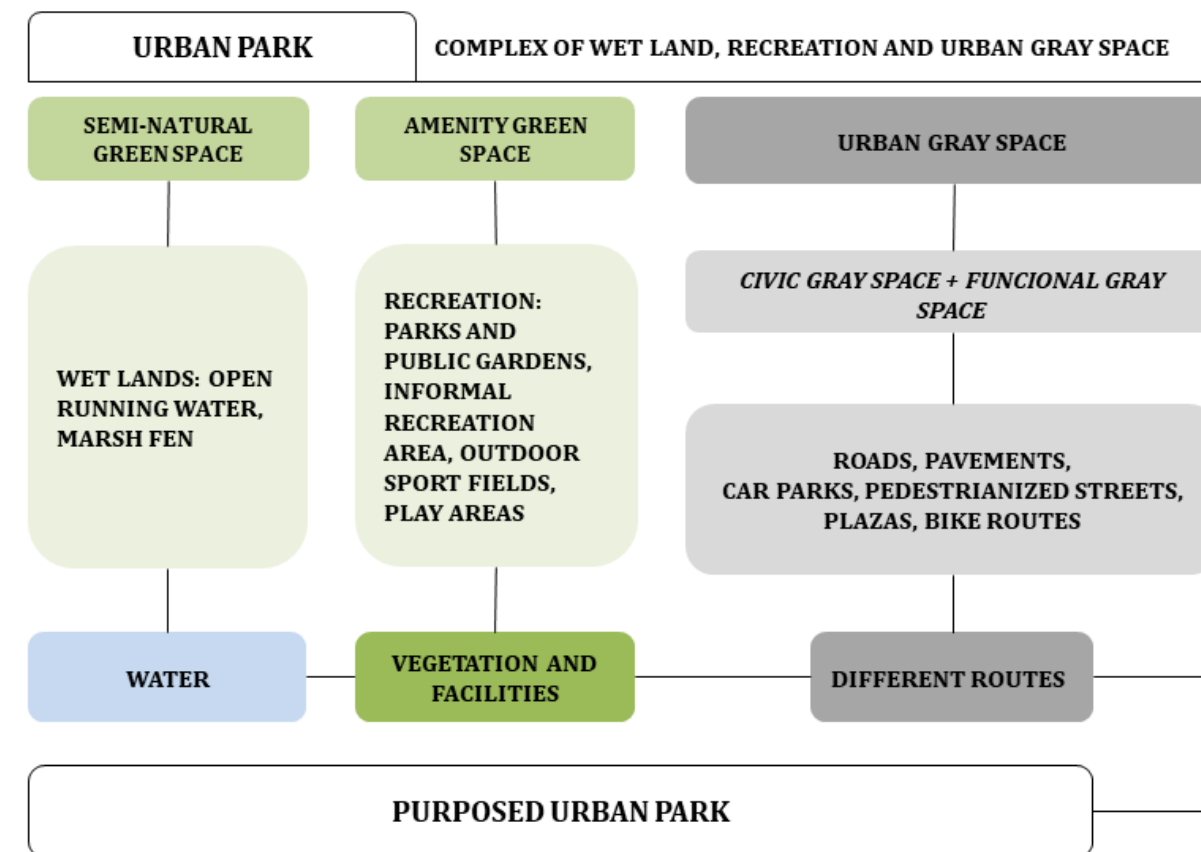 URBAN PARK
COMPLEX OF WET LAND, RECREATION AND URBAN GRAY SPACE
SEMI-NATURAL
GREEN SPACE
AMENITY GREEN
SPACE
URBAN GRAY SPACE
WET LANDS: OPEN
RUNNING WATER,
MARSH FEN
RECREATION:
PARKS AND
PUBLIC GARDENS,
INFORMAL
RECREATION
AREA, OUTDOOR
SPORT FIELDS,
PLAY AREAS
CIVIC GRAY SPACE + FUNCIONAL GRAY
SPACE
ROADS, PAVEMENTS,
CAR PARKS, PEDESTRIANIZED STREETS,
PLAZAS, BIKE ROUTES
WATER
VEGETATION AND
FACILITIES
DIFFERENT ROUTES
PURPOSED URBAN PARK